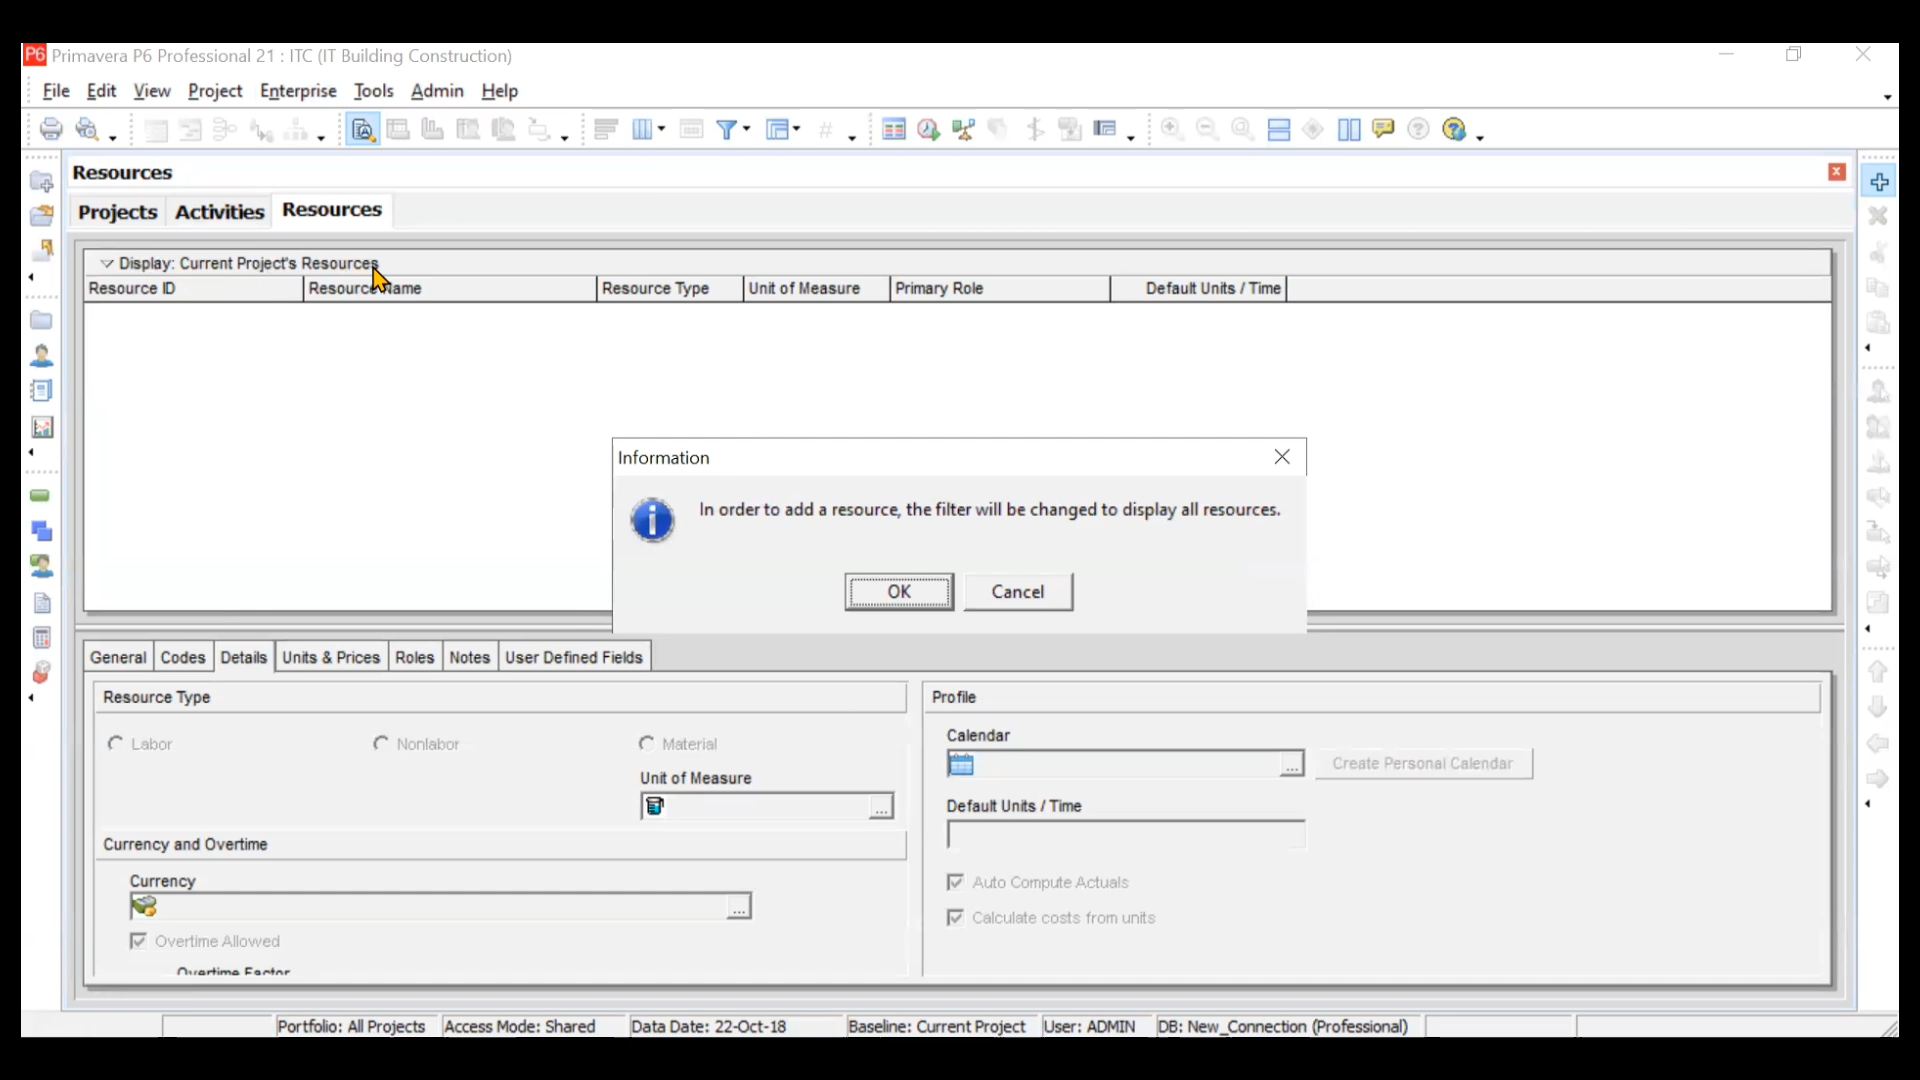 P6 Primavera P6 Professional 21 : ITC (IT Building Construction)
File Edit View Project Enterprise Tools Admin Help
Resources
Projects Activities Resources
Display: Current Project's Resources
Resource ID Resource Name Resource Type Unit of Measure Primary Role Default Units / Time
Information
In order to add a resource, the filter will be changed to display all resources.
OK Cancel
General Codes Details Units & Prices Roles Notes User Defined Fields
Resource Type Profile
Labor Nonlabor Material
Calendar
... Create Personal Calendar
Unit of Measure
...
Default Units / Time
Currency and Overtime
Currency
...
Auto Compute Actuals
Calculate costs from units
Overtime Allowed
Overtime Factor
Portfolio: All Projects Access Mode: Shared Data Date: 22-Oct-18 Baseline: Current Project User: ADMIN DB: New_Connection (Professional)